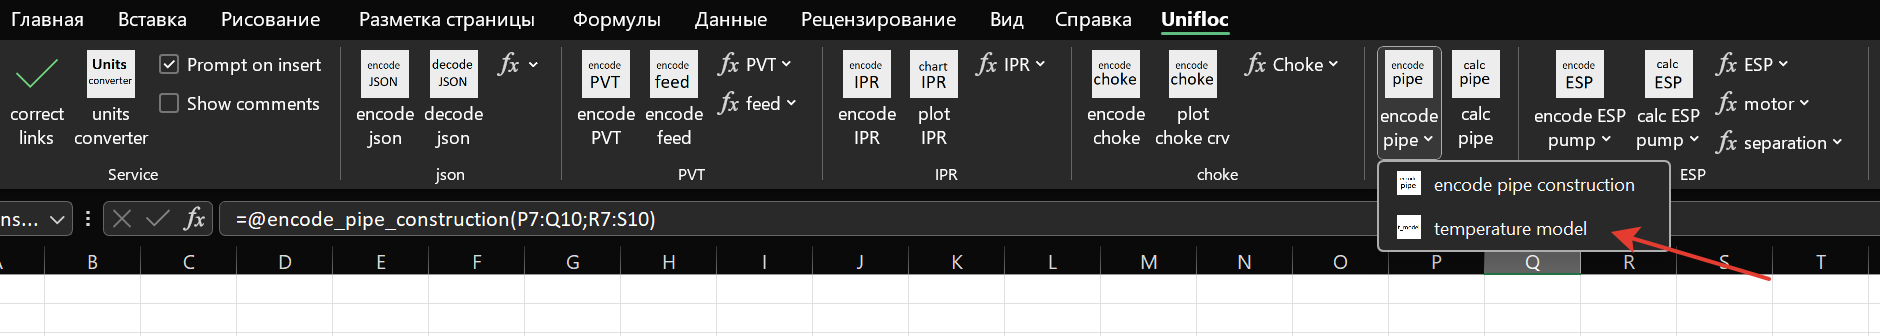 Главная Вставка Рисование Разметка страницы Формулы Данные Рецензирование Вид Справка Unifloc
Units converter
units converter
correct links
Prompt on insert
Show comments
Service
encode JSON
encode json
decode JSON
decode json
fx
json
encode PVT
encode PVT
encode feed
encode feed
fx PVT
fx feed
PVT
encode IPR
encode IPR
chart IPR
plot IPR
fx IPR
IPR
encode choke
encode choke
encode choke
plot choke crv
fx Choke
choke
encode pipe
encode pipe
calc pipe
calc pipe
encode ESP
encode ESP pump
calc ESP
calc ESP pump
fx ESP
fx motor
fx separation
ESP
encode pipe
encode pipe construction
t_model
temperature model
ns...
fx
=@encode_pipe_construction(P7:Q10;R7:S10)
A B C D E F G H I J K L M N O P Q R S T